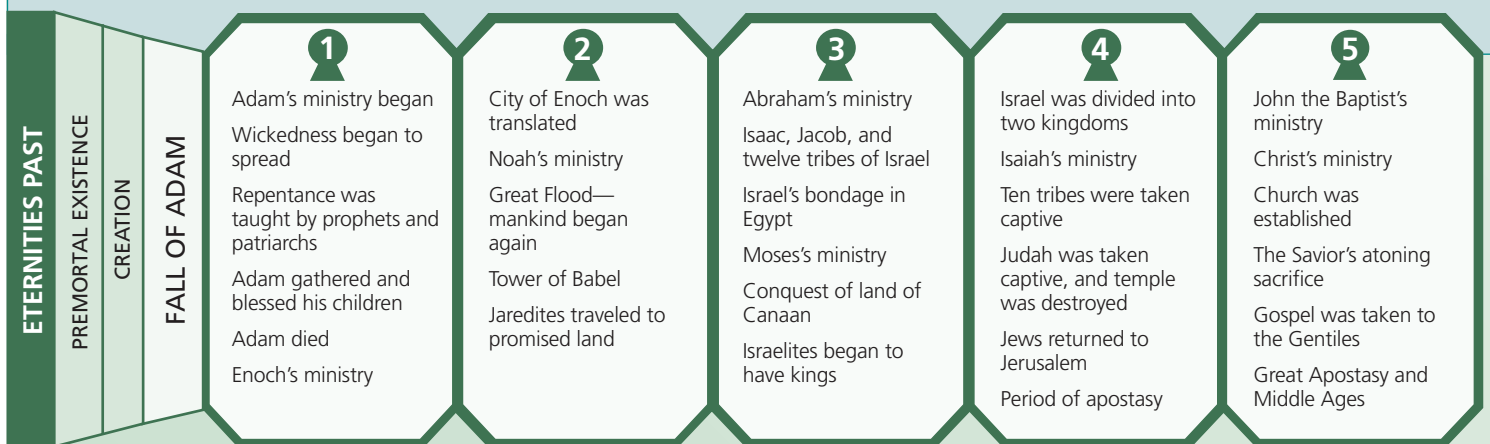 ETERNITIES PAST
PREMORTAL EXISTENCE
CREATION
FALL OF ADAM
1
Adam’s ministry began
Wickedness began to
spread
Repentance was
taught by prophets and
patriarchs
Adam gathered and
blessed his children
Adam died
Enoch’s ministry
2
City of Enoch was
translated
Noah’s ministry
Great Flood—
mankind began
again
Tower of Babel
Jaredites traveled to
promised land
3
Abraham’s ministry
Isaac, Jacob, and
twelve tribes of Israel
Israel’s bondage in
Egypt
Moses’s ministry
Conquest of land of
Canaan
Israelites began to
have kings
4
Israel was divided into
two kingdoms
Isaiah’s ministry
Ten tribes were taken
captive
Judah was taken
captive, and temple
was destroyed
Jews returned to
Jerusalem
Period of apostasy
5
John the Baptist’s
ministry
Christ’s ministry
Church was
established
The Savior’s atoning
sacrifice
Gospel was taken to
the Gentiles
Great Apostasy and
Middle Ages